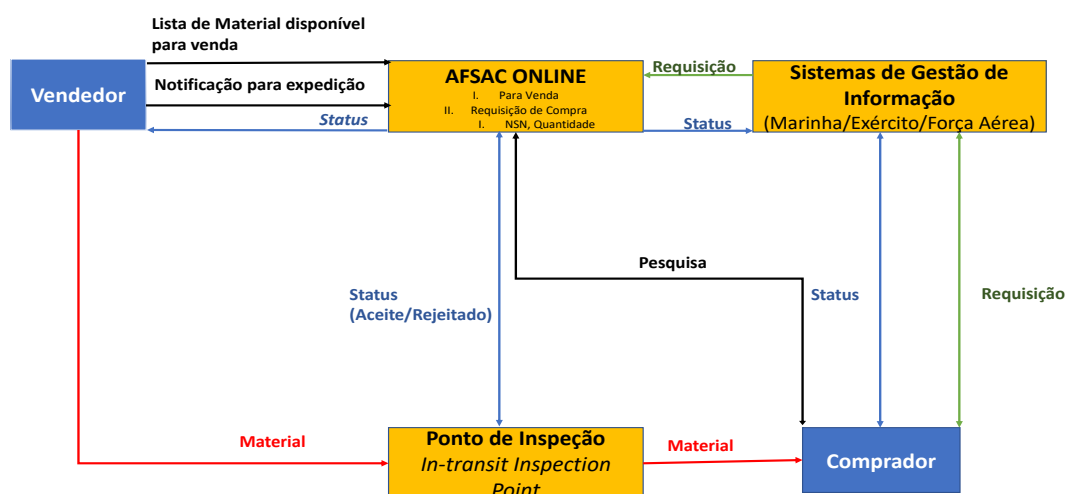 Lista de Material disponível
para venda
Vendedor
Notificação para expedição
Status
AFSAC ONLINE
I. Para Venda
II. Requisição de Compra
I. NSN, Quantidade
Requisição
Status
Sistemas de Gestão de
Informação
(Marinha/Exército/Força Aérea)
Pesquisa
Status
(Aceite/Rejeitado)
Status
Requisição
Material
Ponto de Inspeção
In-transit Inspection
Point
Material
Comprador